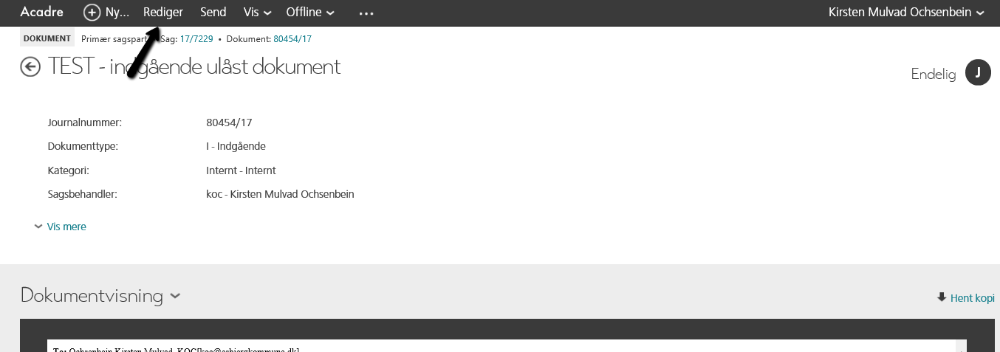 Acadre Ny... Rediger Send Vis Offline ... Kirsten Mulvad Ochsenbein
DOKUMENT Primær sagspart Sag: 17/7229 • Dokument: 80454/17
TEST - indgående ulåst dokument
Endelig J
Journalnummer: 80454/17
Dokumenttype: I - Indgående
Kategori: Internt - Internt
Sagsbehandler: koc - Kirsten Mulvad Ochsenbein
Vis mere
Dokumentvisning
Hent kopi
To: Ochsenbein Kirsten Mulvad, KOC[koc@esbjergkommune.dk]